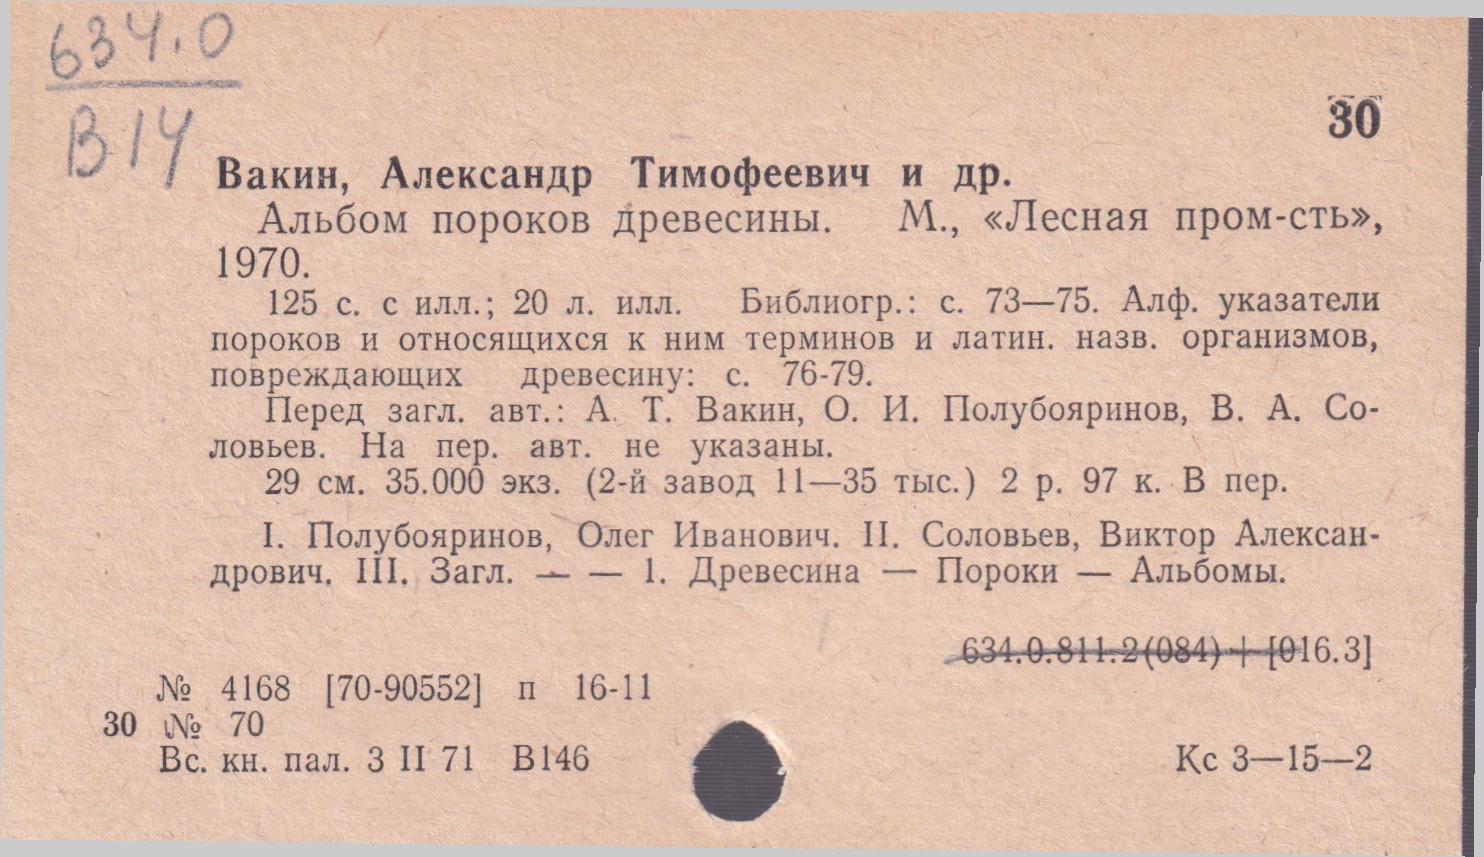 634.0
В14
30
Вакин, Александр Тимофеевич и др.
Альбом пороков древесины. М., «Лесная пром-сть»,
1970.
125 с. с илл.; 20 л. илл. Библиогр.: с. 73—75. Алф. указатели
пороков и относящихся к ним терминов и латин. назв. организмов,
повреждающих древесину: с. 76-79.
Перед загл. авт.: А. Т. Вакин, О. И. Полубояринов, В. А. Со-
ловьев. На пер. авт. не указаны.
29 см. 35.000 экз. (2-й завод 11—35 тыс.) 2 р. 97 к. В пер.
I. Полубояринов, Олег Иванович. II. Соловьев, Виктор Алексан-
дрович. III. Загл. — — 1. Древесина — Пороки — Альбомы.
634.0.811.2(084)+[016.3]
№ 4168 [70-90552] п 16-11
30 № 70
Вс. кн. пал. 3 II 71 В146
Кс 3—15—2